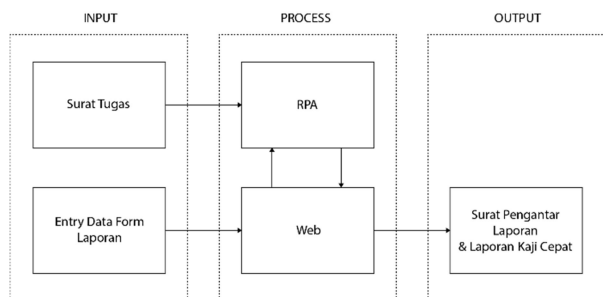 INPUT
PROCESS
OUTPUT
Surat Tugas
RPA
Entry Data Form
Laporan
Web
Surat Pengantar
Laporan
& Laporan Kaji Cepat